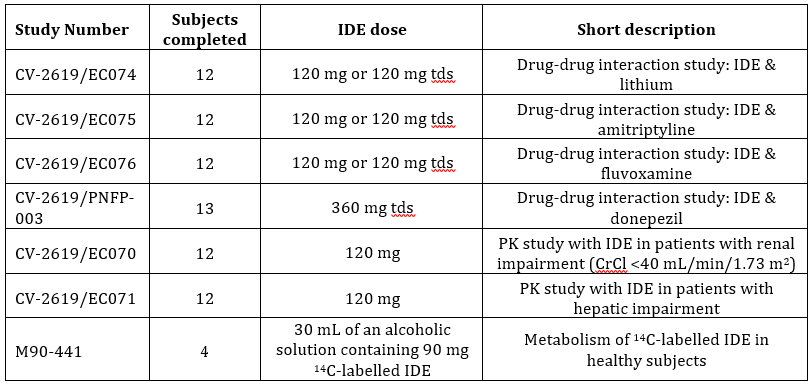 Study Number
Subjects
completed
IDE dose
Short description
CV-2619/EC074
12
120 mg or 120 mg tds
Drug-drug interaction study: IDE &
lithium
CV-2619/EC075
12
120 mg or 120 mg tds
Drug-drug interaction study: IDE &
amitriptyline
CV-2619/EC076
12
120 mg or 120 mg tds
Drug-drug interaction study: IDE &
fluvoxamine
CV-2619/PNFP-
003
13
360 mg tds
Drug-drug interaction study: IDE &
donepezil
CV-2619/EC070
12
120 mg
PK study with IDE in patients with renal
impairment (CrCl <40 mL/min/1.73 m²)
CV-2619/EC071
12
120 mg
PK study with IDE in patients with
hepatic impairment
M90-441
4
30 mL of an alcoholic
solution containing 90 mg
¹⁴C-labelled IDE
Metabolism of ¹⁴C-labelled IDE in
healthy subjects